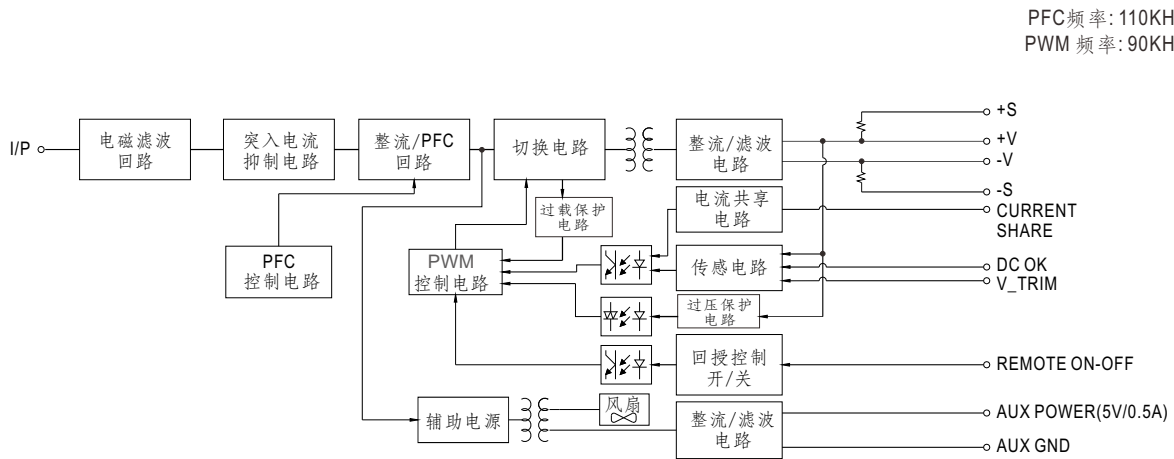 PFC频率: 110KH
PWM 频率: 90KH
I/P
电磁滤波
回路
突入电流
抑制电路
整流/PFC
回路
切换电路
整流/滤波
电路
+S
+V
-V
-S
电流共享
电路
CURRENT
SHARE
过载保护
电路
PFC
控制电路
PWM
控制电路
传感电路
DC OK
V_TRIM
过压保护
电路
回授控制
开/关
REMOTE ON-OFF
辅助电源
风扇
整流/滤波
电路
AUX POWER(5V/0.5A)
AUX GND